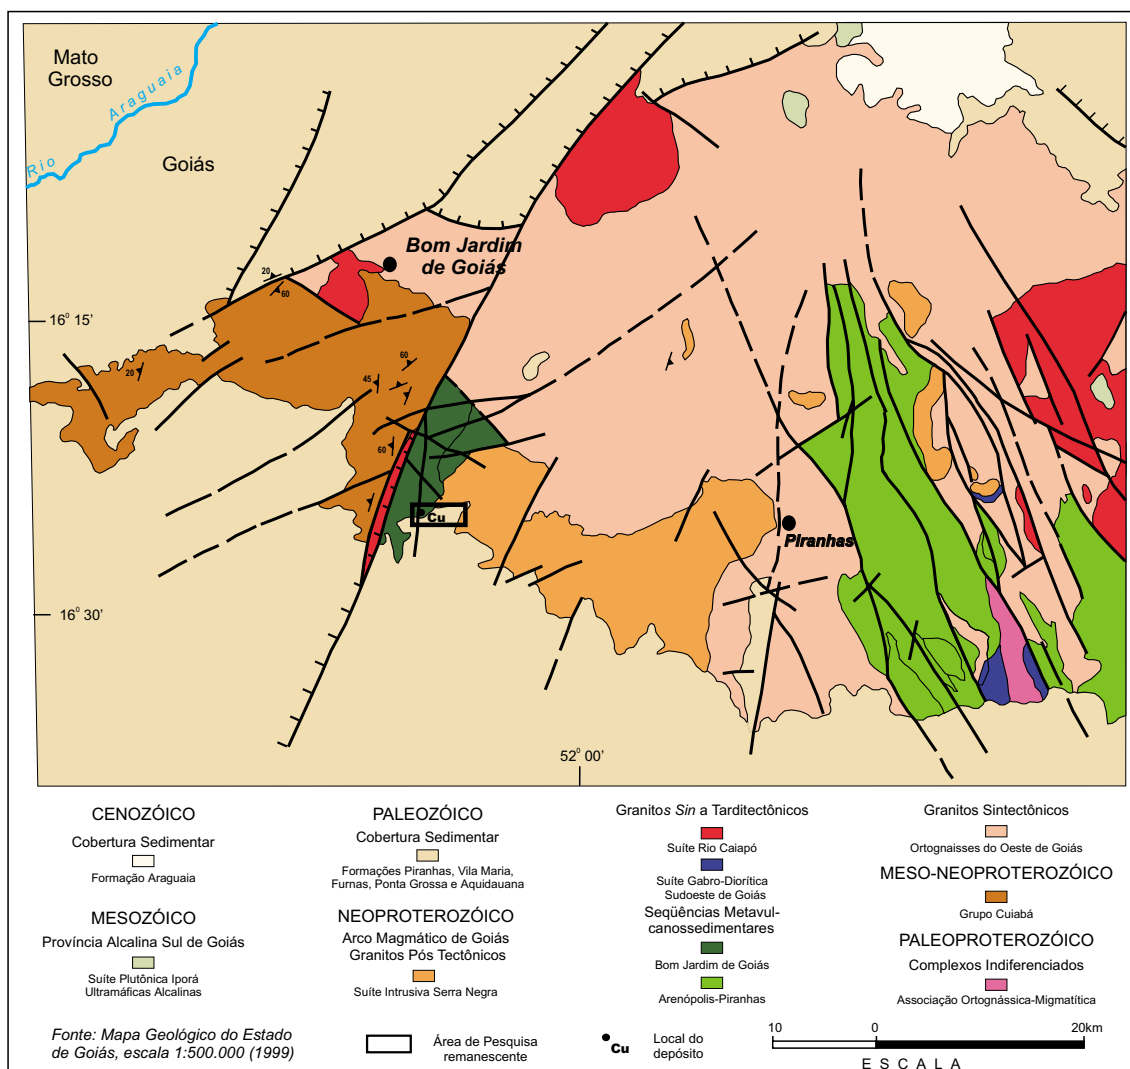 Mato
Grosso
Rio Araguaia
Goiás
Bom Jardim
de Goiás
20
60
16° 15’
60
45
20
60
Cu
Piranhas
16° 30’
52° 00’
CENOZÓICO
Cobertura Sedimentar
Formação Araguaia
MESOZÓICO
Província Alcalina Sul de Goiás
Suíte Plutônica Iporá
Ultramáficas Alcalinas
PALEOZÓICO
Cobertura Sedimentar
Formações Piranhas, Vila Maria,
Furnas, Ponta Grossa e Aquidauana
NEOPROTEROZÓICO
Arco Magmático de Goiás
Granitos Pós Tectônicos
Suíte Intrusiva Serra Negra
Granitos Sin a Tarditectônicos
Suíte Rio Caiapó
Suíte Gabro-Diorítica
Sudoeste de Goiás
Seqüências Metavul-
canossedimentares
Bom Jardim de Goiás
Arenópolis-Piranhas
Granitos Sintectônicos
Ortognaisses do Oeste de Goiás
MESO-NEOPROTEROZÓICO
Grupo Cuiabá
PALEOPROTEROZÓICO
Complexos Indiferenciados
Associação Ortognássica-Migmatítica
Fonte: Mapa Geológico do Estado
de Goiás, escala 1:500.000 (1999)
Área de Pesquisa
remanescente
Cu
Local do
depósito
10 0 20km
E S C A L A